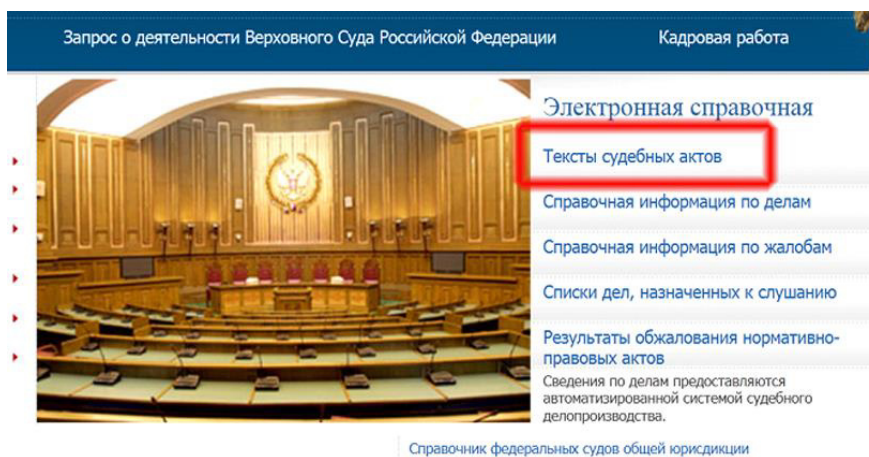 Запрос о деятельности Верховного Суда Российской Федерации
Кадровая работа
Электронная справочная
Тексты судебных актов
Справочная информация по делам
Справочная информация по жалобам
Списки дел, назначенных к слушанию
Результаты обжалования нормативно-
правовых актов
Сведения по делам предоставляются
автоматизированной системой судебного
делопроизводства.
Справочник федеральных судов общей юрисдикции